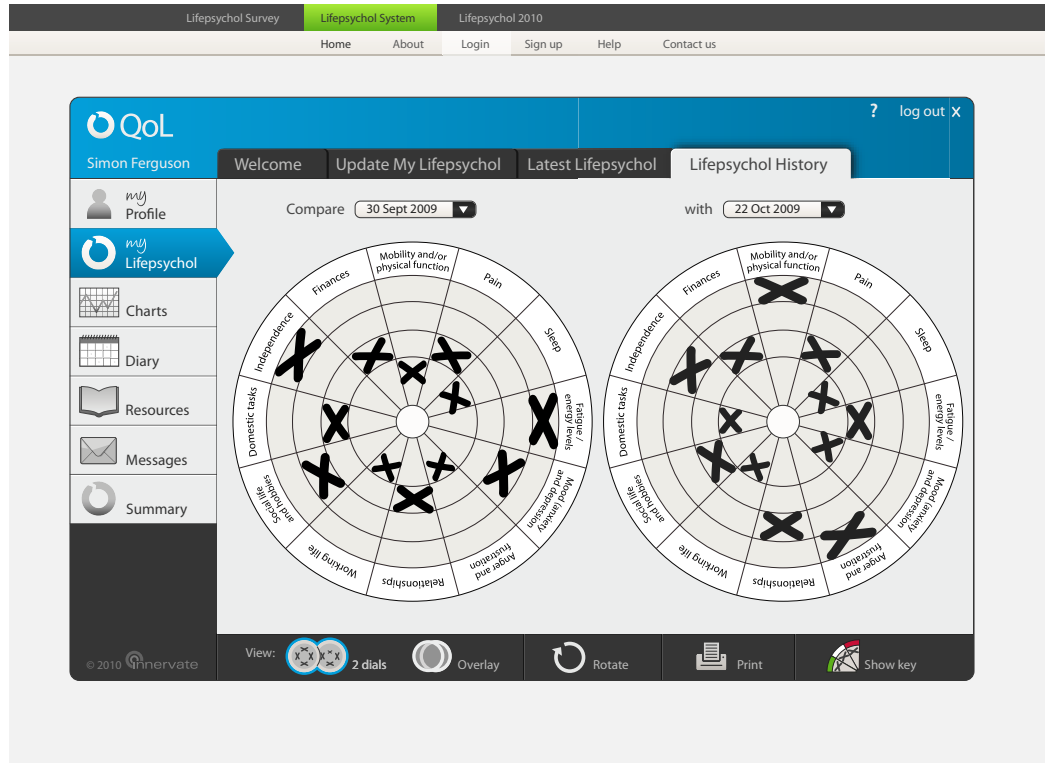 Lifepsychol Survey
Lifepsychol System
Lifepsychol 2010
Home
About
Login
Sign up
Help
Contact us
QoL
? log out x
Simon Ferguson
Welcome
Update My Lifepsychol
Latest Lifepsychol
Lifepsychol History
my
Profile
my
Lifepsychol
Charts
Diary
Resources
Messages
Summary
Compare 30 Sept 2009
with 22 Oct 2009
Mobility and/or
physical function
Pain
Sleep
Fatigue /
energy levels
Mood (anxiety
and depression
Anger and
frustration
Relationships
Working life
Social life
and hobbies
Domestic tasks
Independence
Finances
Mobility and/or
physical function
Pain
Sleep
Fatigue /
energy levels
Mood (anxiety
and depression
Anger and
frustration
Relationships
Working life
Social life
and hobbies
Domestic tasks
Independence
Finances
© 2010 innervate
View:
2 dials
Overlay
Rotate
Print
Show key